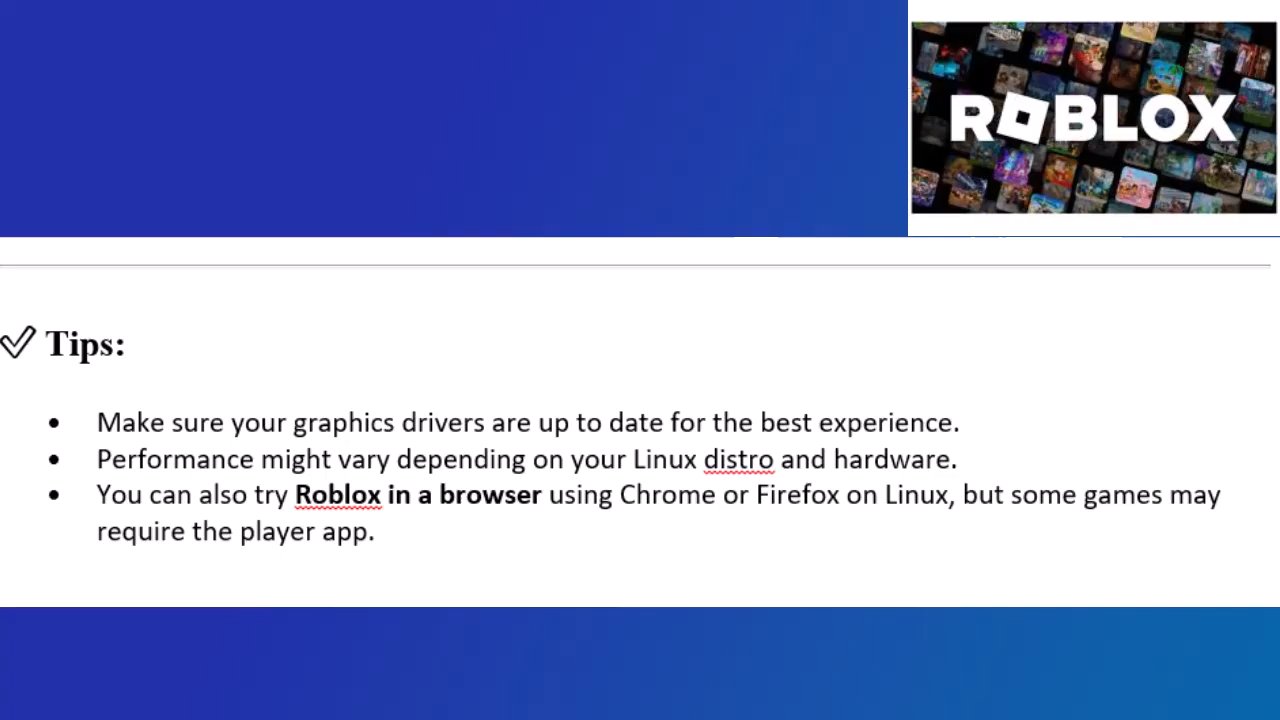 ROBLOX
✓ Tips:
• Make sure your graphics drivers are up to date for the best experience.
• Performance might vary depending on your Linux distro and hardware.
• You can also try Roblox in a browser using Chrome or Firefox on Linux, but some games may
require the player app.